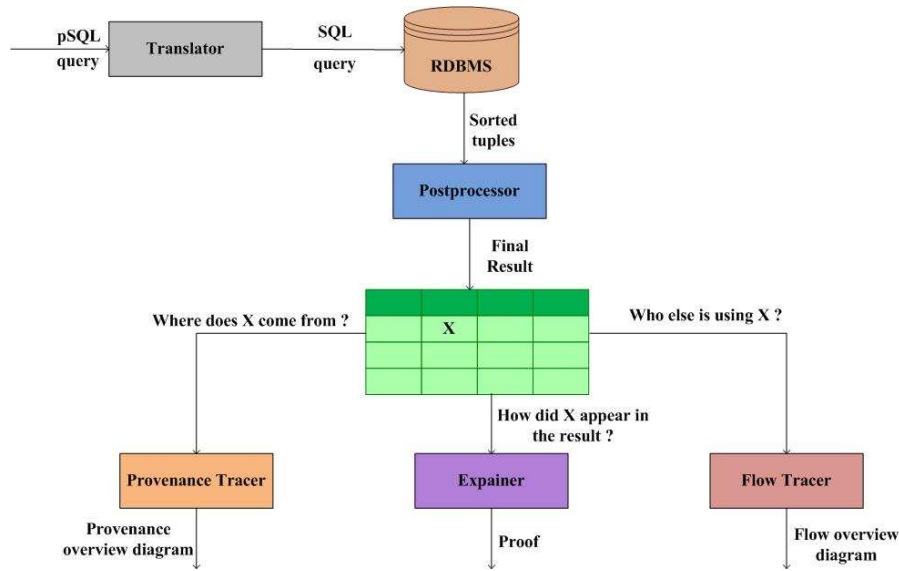 pSQL
query
Translator
SQL
query
RDBMS
Sorted
tuples
Postprocessor
Final
Result
Where does X come from ?
X
Who else is using X ?
How did X appear in
the result ?
Provenance Tracer
Expainer
Flow Tracer
Provenance
overview diagram
Proof
Flow overview
diagram